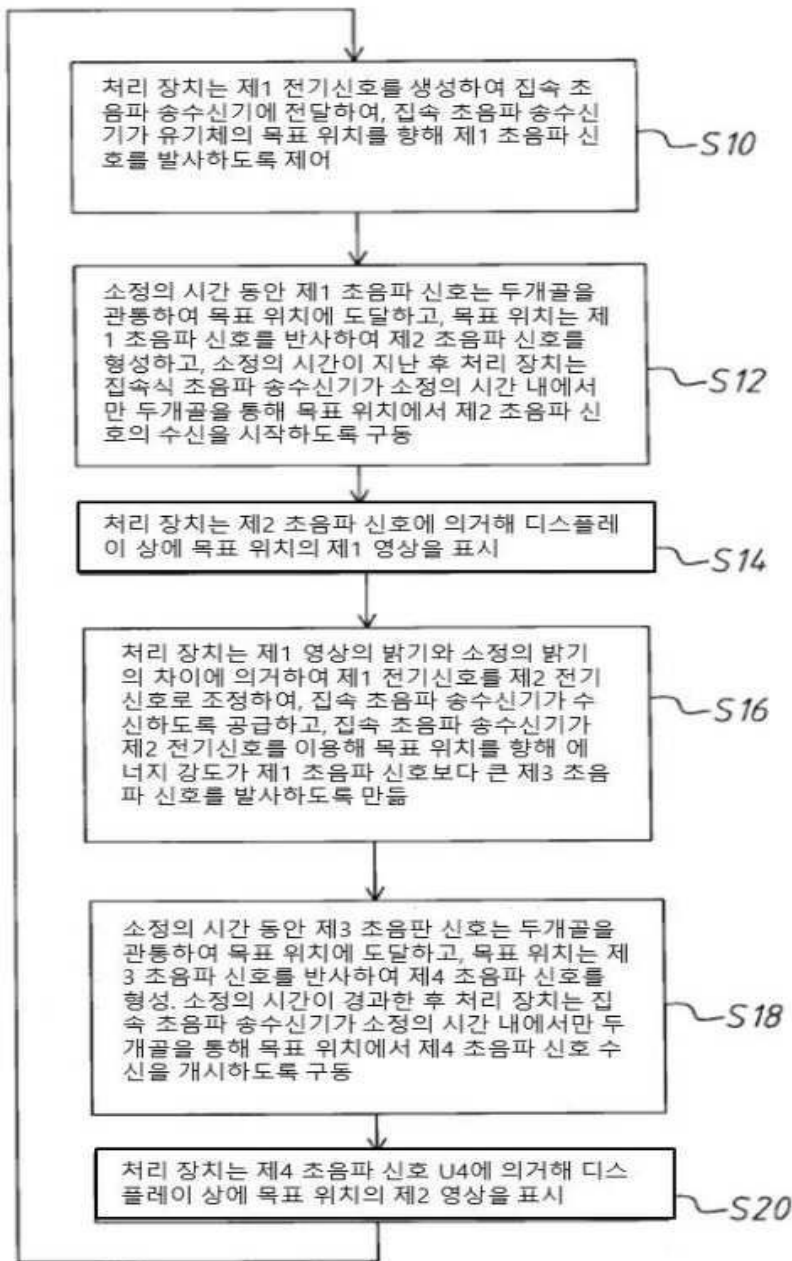 처리 장치는 제1 전기신호를 생성하여 집속 초
음파 송수신기에 전달하여, 집속 초음파 송수신
기가 유기체의 목표 위치를 향해 제1 초음파 신
호를 발사하도록 제어
S10
소정의 시간 동안 제1 초음파 신호는 두개골을
관통하여 목표 위치에 도달하고, 목표 위치는 제
1 초음파 신호를 반사하여 제2 초음파 신호를
형성하고, 소정의 시간이 지난 후 처리 장치는
집속식 초음파 송수신기가 소정의 시간 내에서
만 두개골을 통해 목표 위치에서 제2 초음파 신
호의 수신을 시작하도록 구동
S12
처리 장치는 제2 초음파 신호에 의거해 디스플레
이 상에 목표 위치의 제1 영상을 표시
S14
처리 장치는 제1 영상의 밝기와 소정의 밝기
의 차이에 의거하여 제1 전기신호를 제2 전기
신호로 조정하여, 집속 초음파 송수신기가 수
신하도록 공급하고, 집속 초음파 송수신기가
제2 전기신호를 이용해 목표 위치를 향해 에
너지 강도가 제1 초음파 신호보다 큰 제3 초음
파 신호를 발사하도록 만듦
S16
소정의 시간 동안 제3 초음판 신호는 두개골을
관통하여 목표 위치에 도달하고, 목표 위치는 제
3 초음파 신호를 반사하여 제4 초음파 신호를
형성. 소정의 시간이 경과한 후 처리 장치는 집
속 초음파 송수신기가 소정의 시간 내에서만 두
개골을 통해 목표 위치에서 제4 초음파 신호 수
신을 개시하도록 구동
S18
처리 장치는 제4 초음파 신호 U4에 의거해 디스
플레이 상에 목표 위치의 제2 영상을 표시
S20